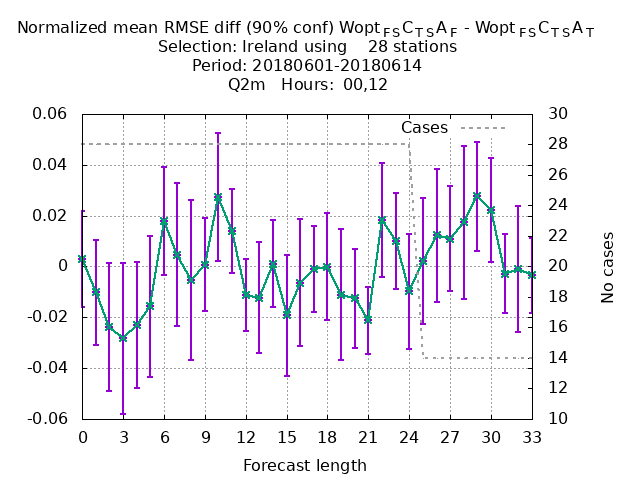 Normalized mean RMSE diff (90% conf) Wopt FS C TS A F - Wopt FS C TS A T
Selection: Ireland using 28 stations
Period: 20180601-20180614
Q2m Hours: 00,12
Cases
0.06
0.04
0.02
0
-0.02
-0.04
-0.06
30
28
26
24
22
20
18
16
14
12
10
No cases
0 3 6 9 12 15 18 21 24 27 30 33
Forecast length